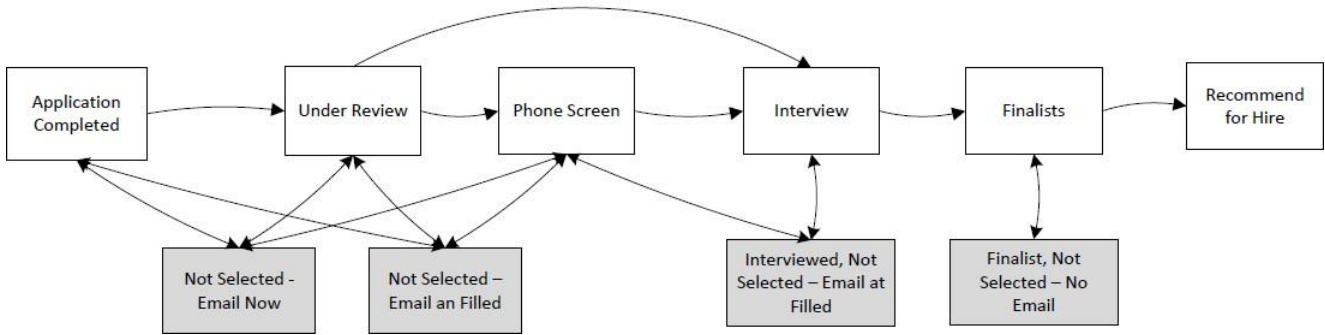 Application
Completed
Under Review
Phone Screen
Interview
Finalists
Recommend
for Hire
Not Selected -
Email Now
Not Selected –
Email an Filled
Interviewed, Not
Selected – Email at
Filled
Finalist, Not
Selected – No
Email